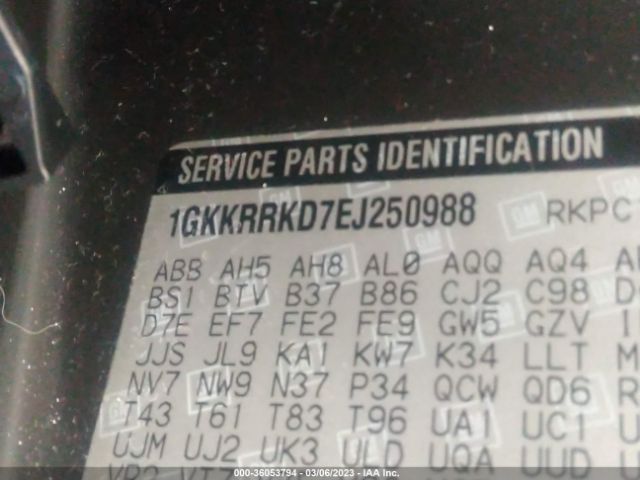 SERVICE PARTS IDENTIFICATION
1GKKRRKD7EJ250988 RKPC
ABB AH5 AH8 AL0 AQQ AQ4
BS1 BTV B37 B86 CJ2 C98
D7E EF7 FE2 FE9 GW5 GZV
JJS JL9 KA1 KW7 K34 LLT
NV7 NW9 N37 P34 QCW QD6
T43 T61 T83 T96 UA1 UC1
UJM UJ2 UK3 ULD UQA UUD
000-36053794 - 03/06/2023 - IAA Inc.